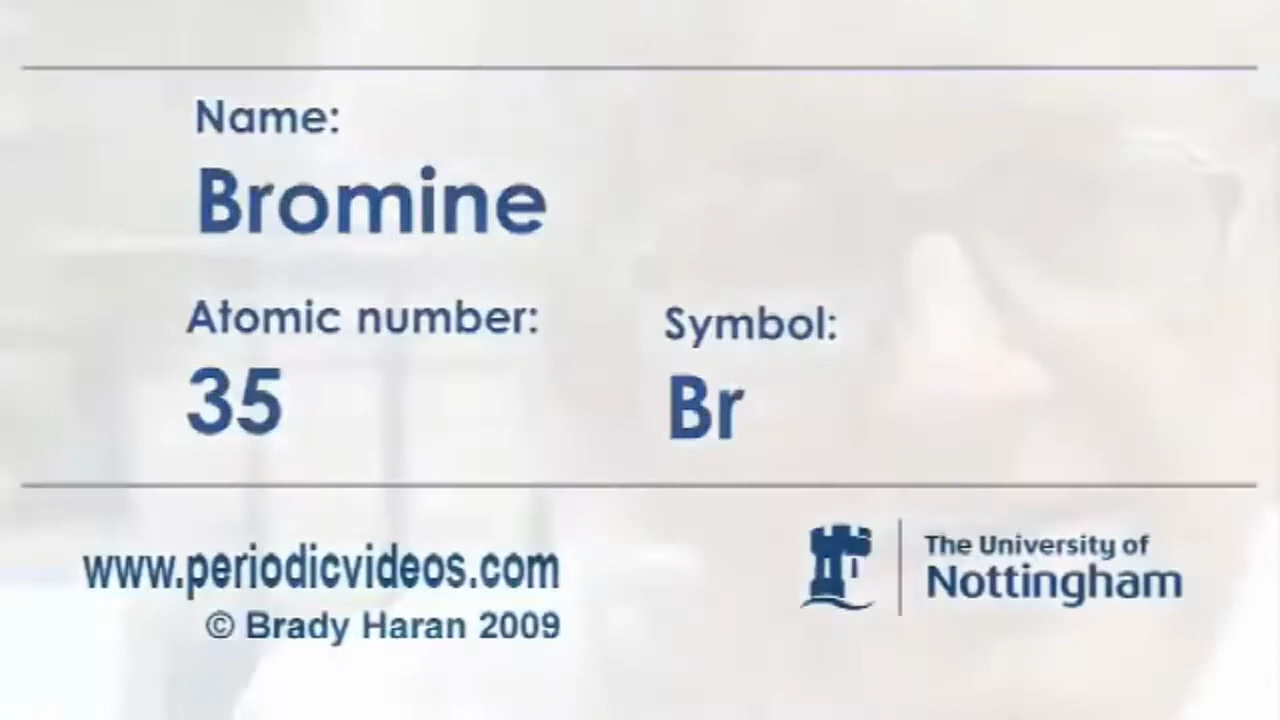 Name:
Bromine
Atomic number:
Symbol:
35
Br
www.periodicvideos.com
© Brady Haran 2009
The University of
Nottingham